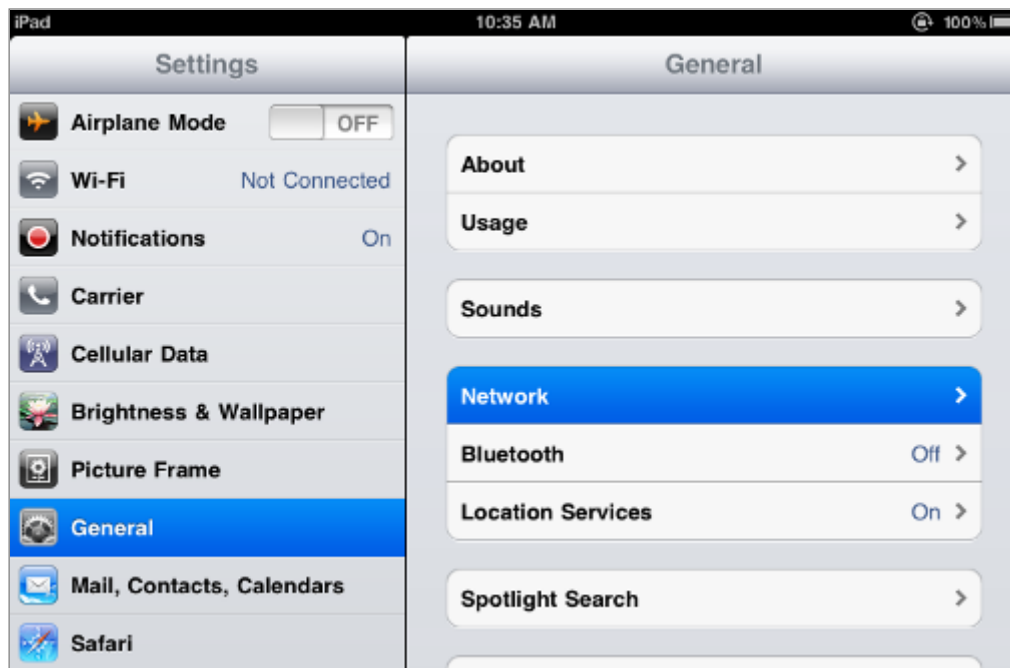 iPad 10:35 AM 100%
Settings
Airplane Mode OFF
Wi-Fi Not Connected
Notifications On
Carrier
Cellular Data
Brightness & Wallpaper
Picture Frame
General
Mail, Contacts, Calendars
Safari
General
About
Usage
Sounds
Network
Bluetooth Off
Location Services On
Spotlight Search